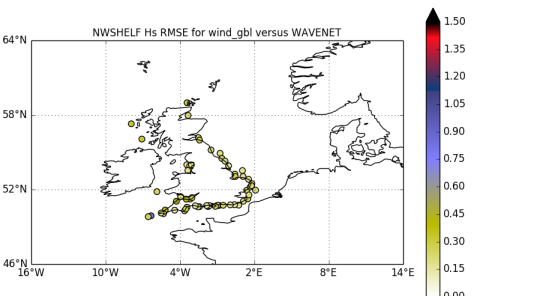 NWSHELF Hs RMSE for wind_gbl versus WAVENET
64°N
58°N
52°N
46°N
16°W 10°W 4°W 2°E 8°E 14°E
1.50
1.35
1.20
1.05
0.90
0.75
0.60
0.45
0.30
0.15
0.00